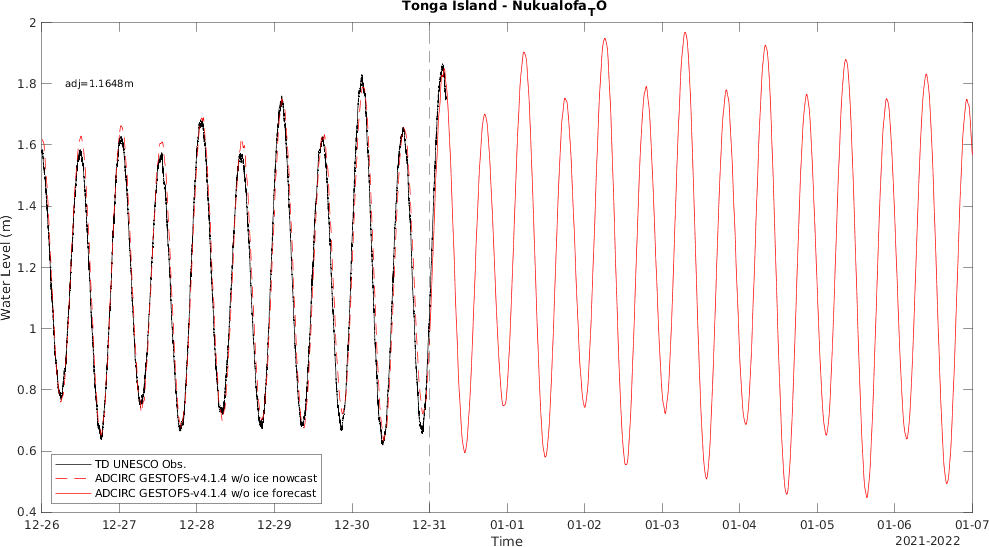 Tonga Island - Nukualofa_TO
2
1.8
1.6
1.4
1.2
1
0.8
0.6
0.4
Water Level (m)
adj=1.1648m
TD UNESCO Obs.
ADCIRC GESTOFS-v4.1.4 w/o ice nowcast
ADCIRC GESTOFS-v4.1.4 w/o ice forecast
12-26 12-27 12-28 12-29 12-30 12-31 01-01 01-02 01-03 01-04 01-05 01-06 01-07
Time
2021-2022